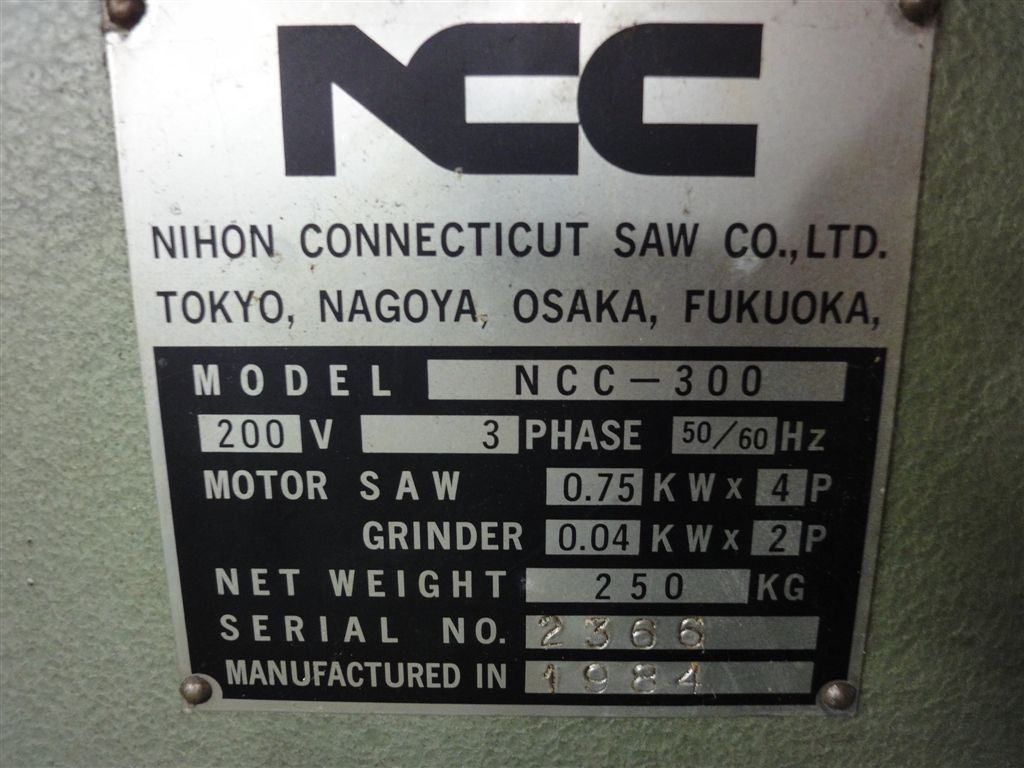 NCC
NIHON CONNECTICUT SAW CO.,LTD.
TOKYO, NAGOYA, OSAKA, FUKUOKA,
MODEL NCC-300
200 V 3 PHASE 50/60 Hz
MOTOR SAW 0.75 KW x 4 P
GRINDER 0.04 KW x 2 P
NET WEIGHT 250 KG
SERIAL NO. 2366
MANUFACTURED IN 1984